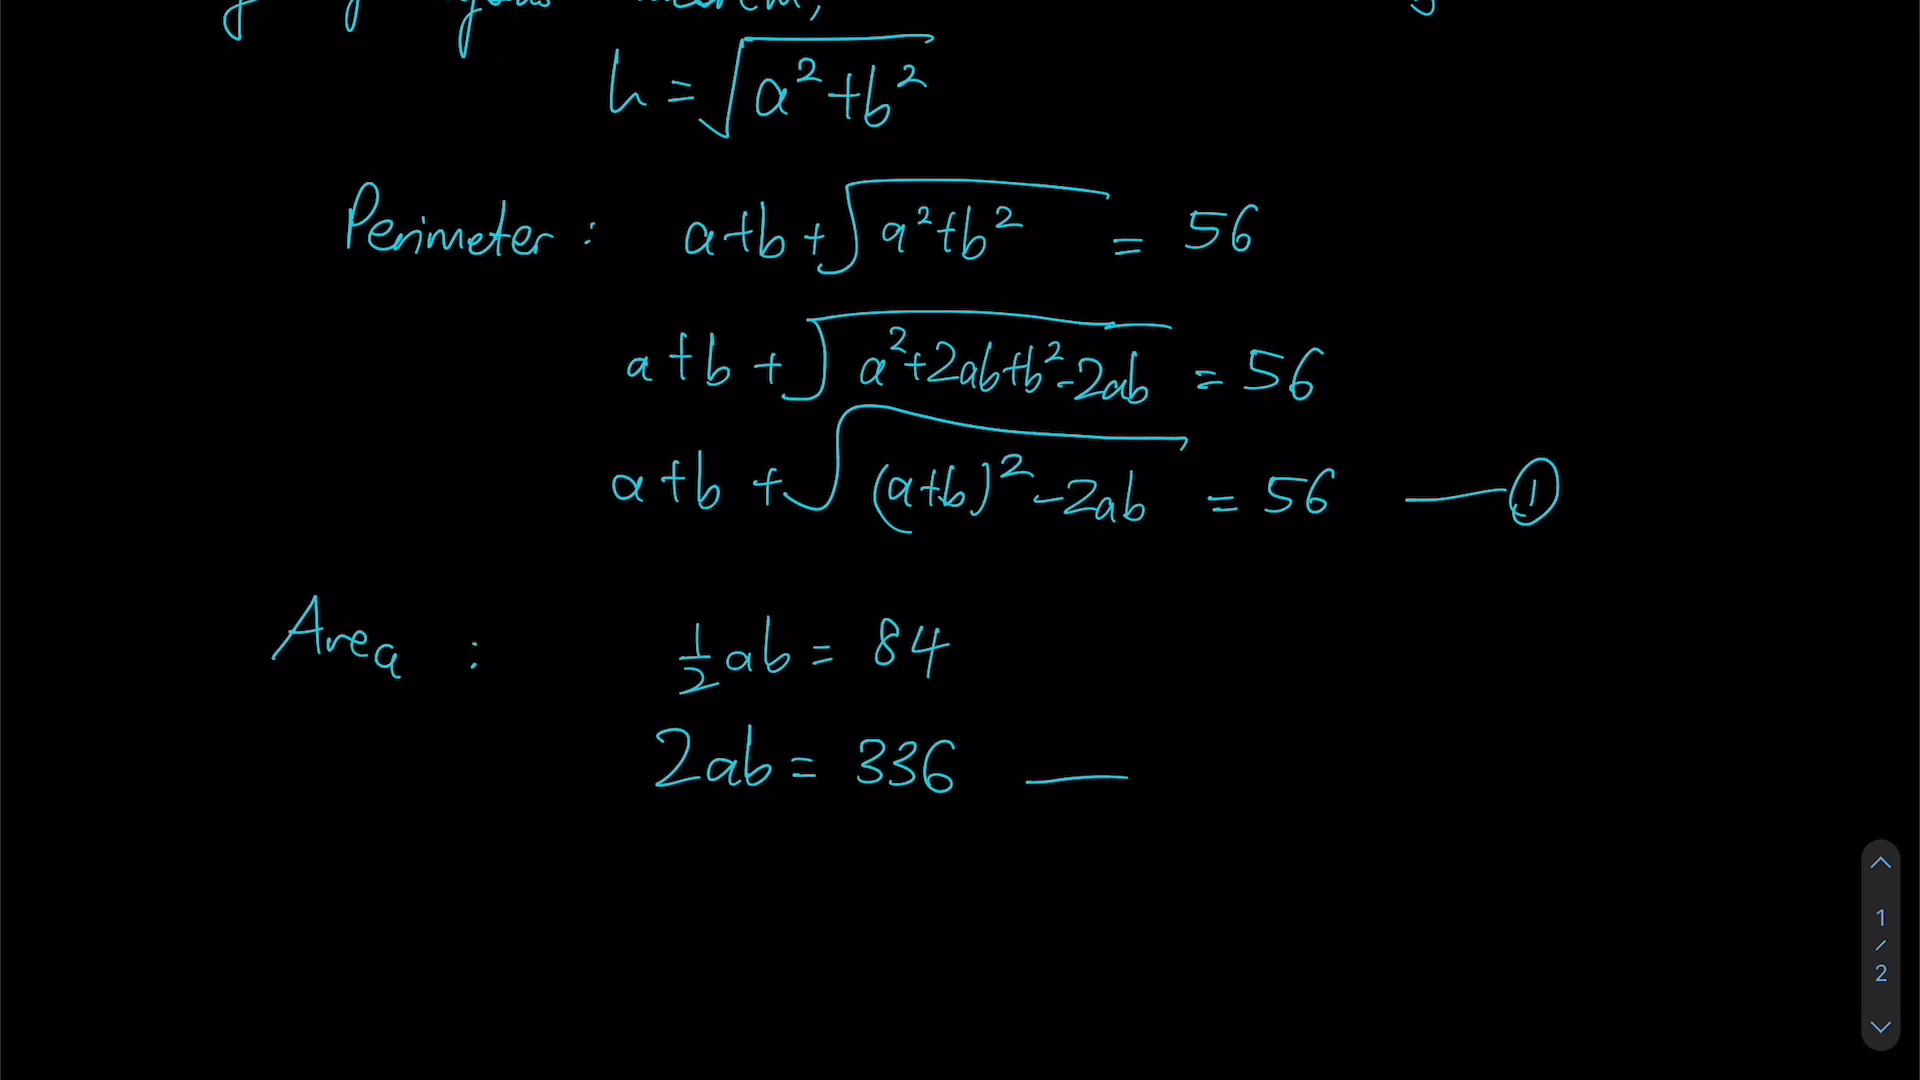 h = √(a²+b²)
Perimeter : a+b+√(a²+b²) = 56
a+b+√(a²+2ab+b²-2ab) = 56
a+b+√((a+b)²-2ab) = 56 —— ①
Area : ½ab = 84
2ab = 336 ——
1
/
2